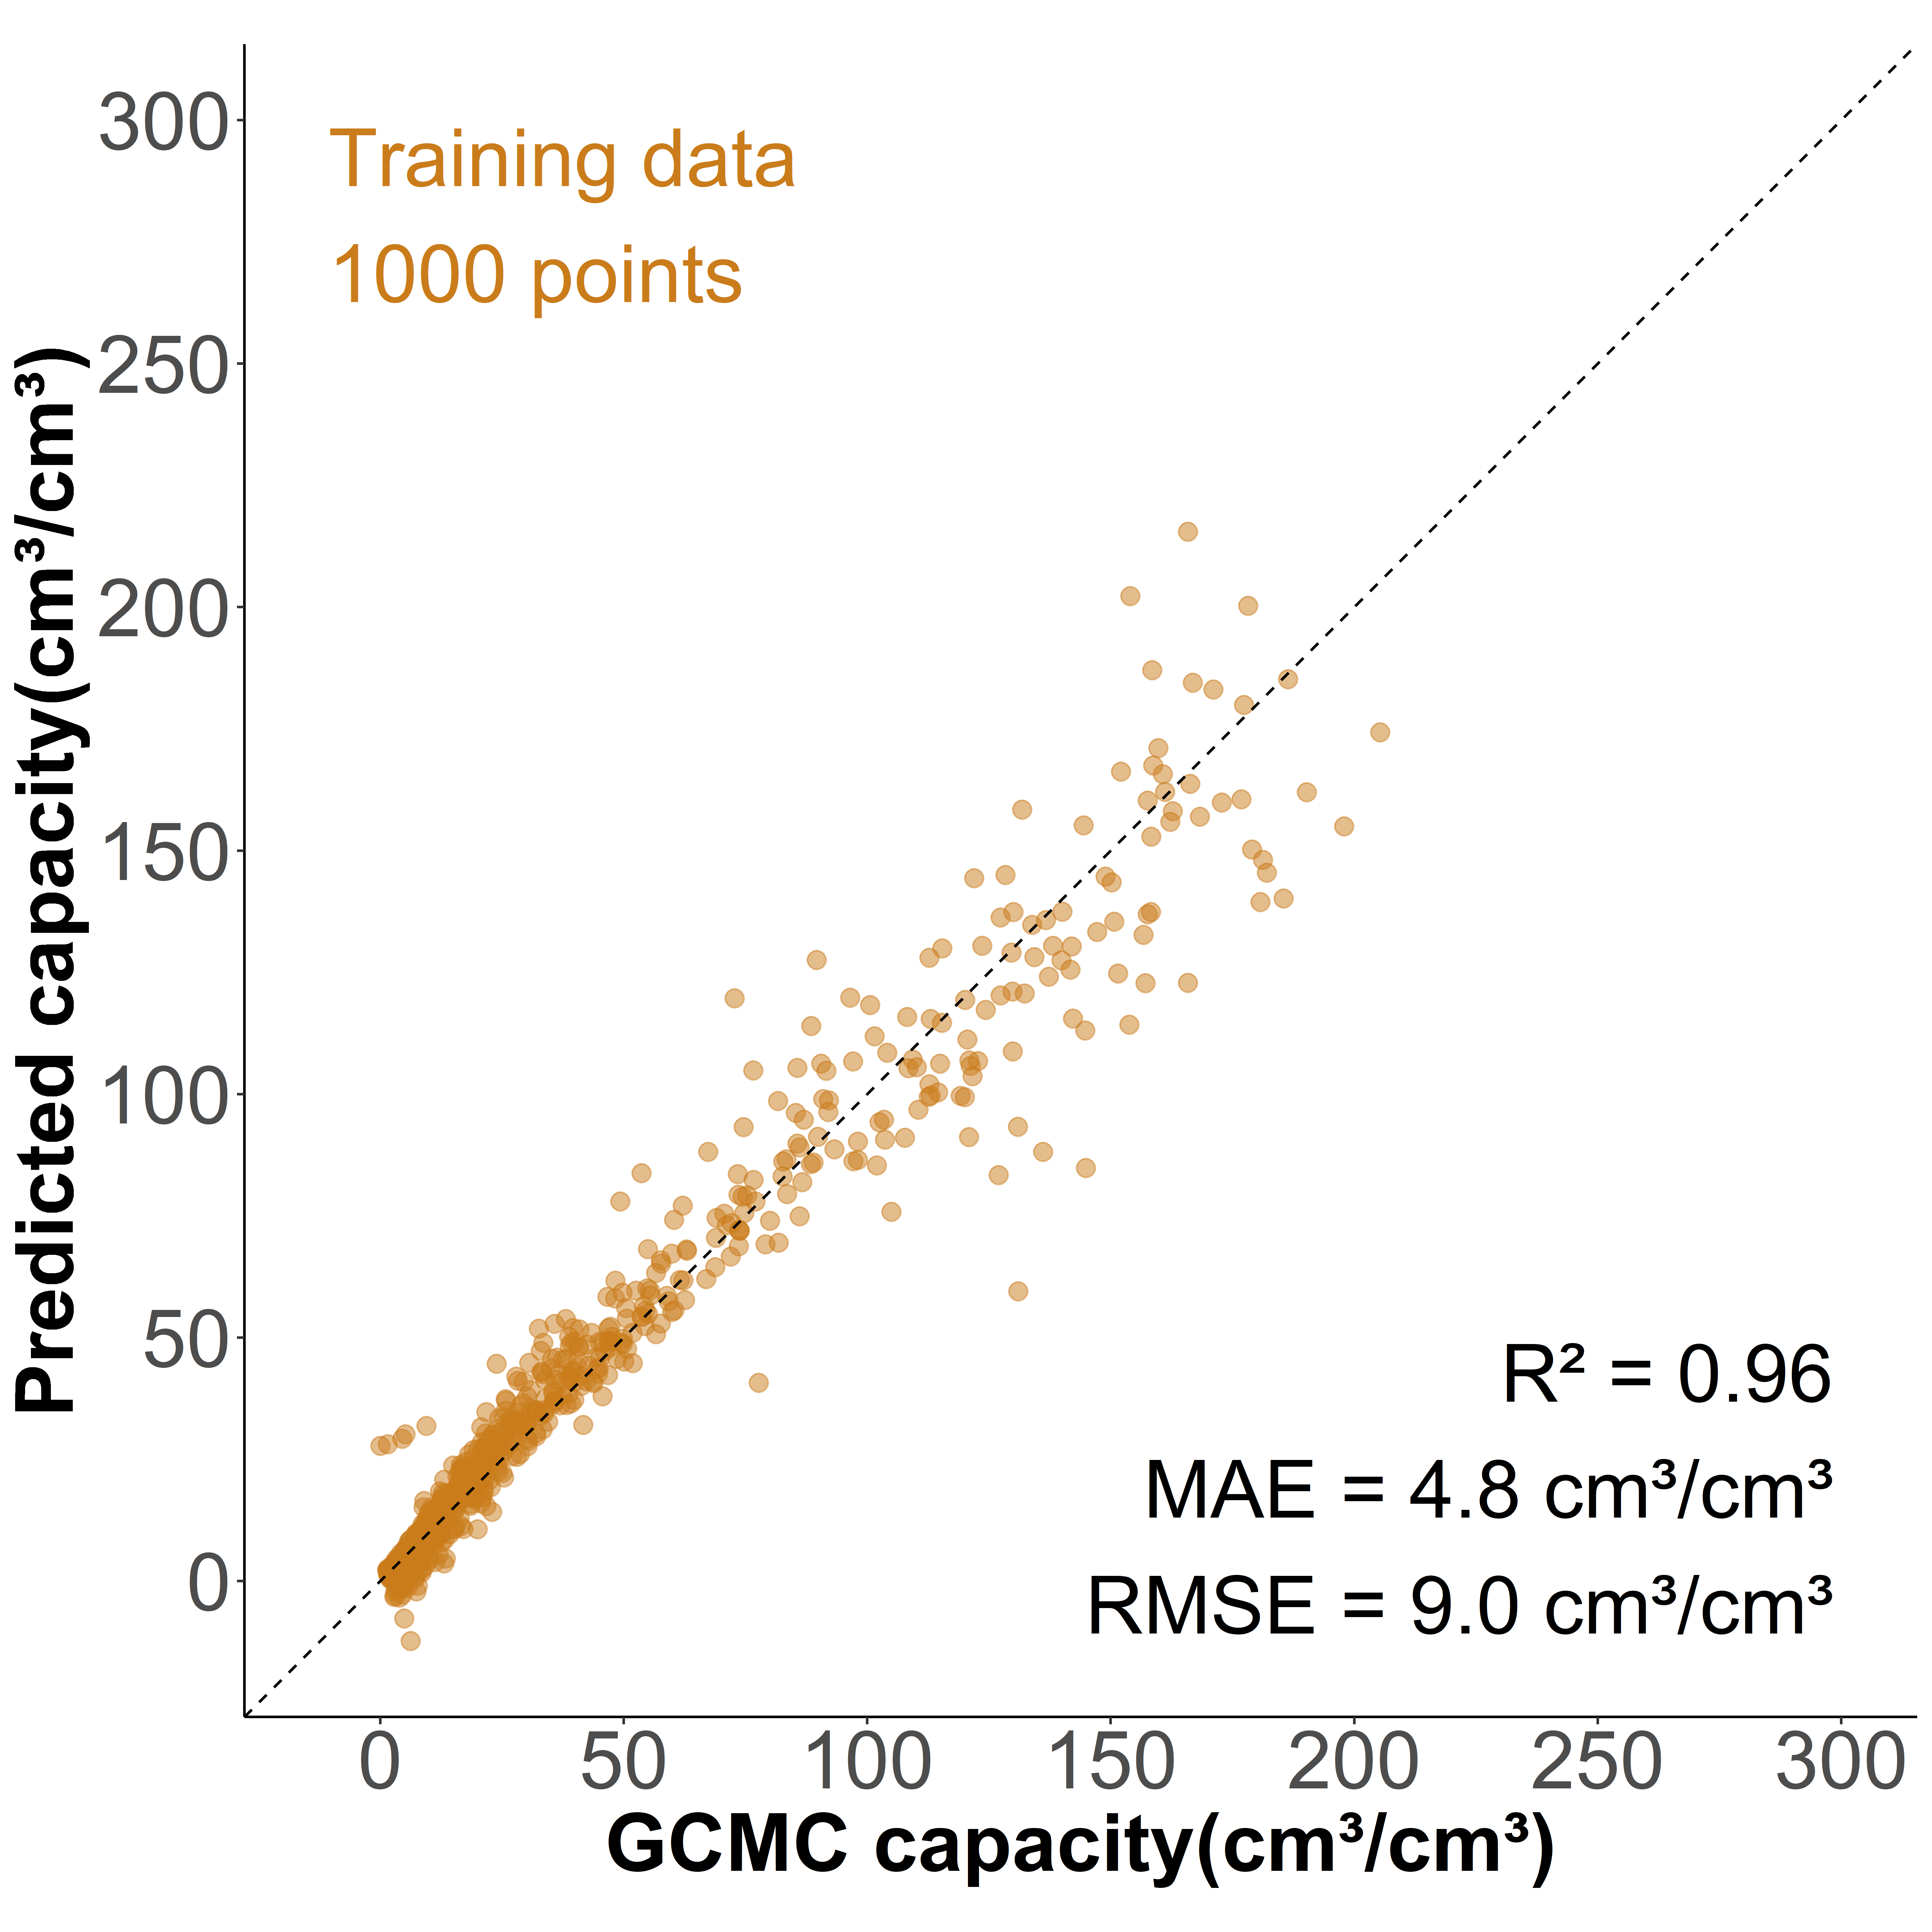 Training data
1000 points
300
250
200
150
100
50
0
Predicted capacity(cm³/cm³)
R² = 0.96
MAE = 4.8 cm³/cm³
RMSE = 9.0 cm³/cm³
0 50 100 150 200 250 300
GCMC capacity(cm³/cm³)